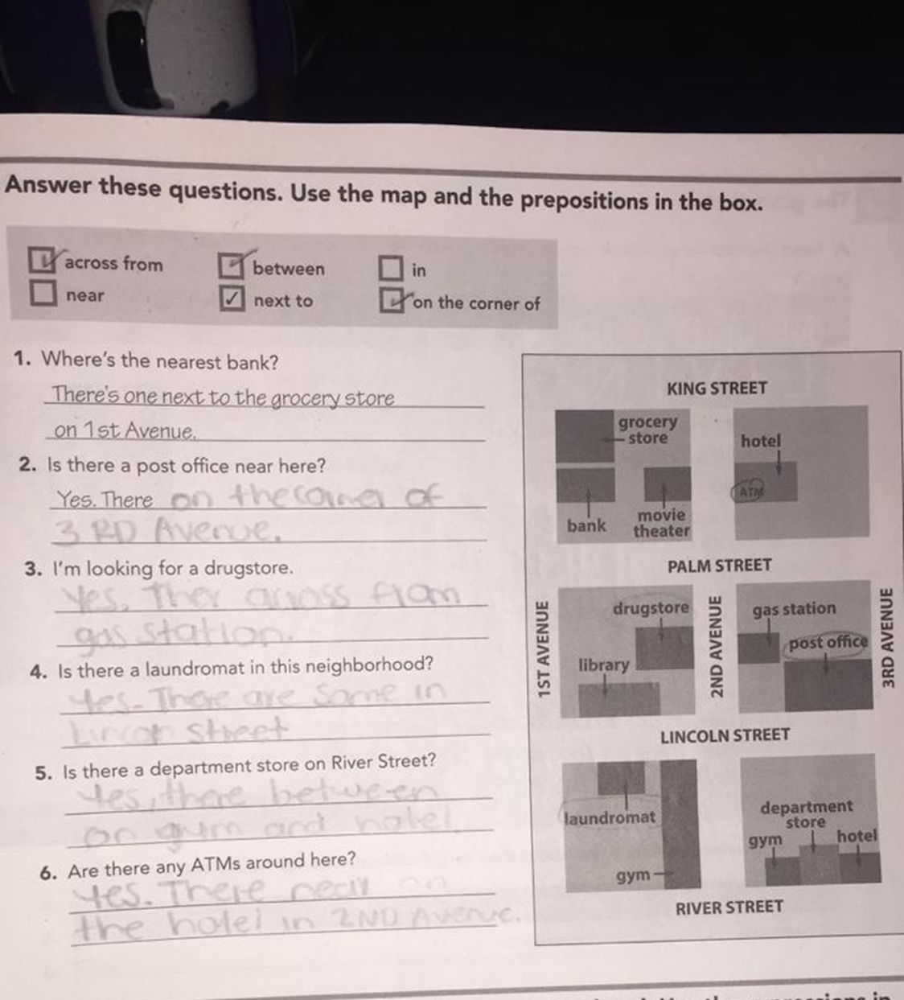 Answer these questions. Use the map and the prepositions in the box.
across from between in
near next to on the corner of
1. Where's the nearest bank?
There's one next to the grocery store
on 1st Avenue.
2. Is there a post office near here?
Yes. There on the corner of
3 RD Avenue.
3. I'm looking for a drugstore.
Yes. Ther across from
gas station.
4. Is there a laundromat in this neighborhood?
Yes. There are some in
Street
5. Is there a department store on River Street?
Yes, there between
on gym and hotel
6. Are there any ATMs around here?
Yes. There near on
the hotel in 2ND Avenue.
KING STREET
grocery
store
hotel
ATM
bank
movie
theater
PALM STREET
1ST AVENUE
drugstore
library
2ND AVENUE
gas station
post office
3RD AVENUE
LINCOLN STREET
laundromat
gym
department
store
gym
hotel
RIVER STREET